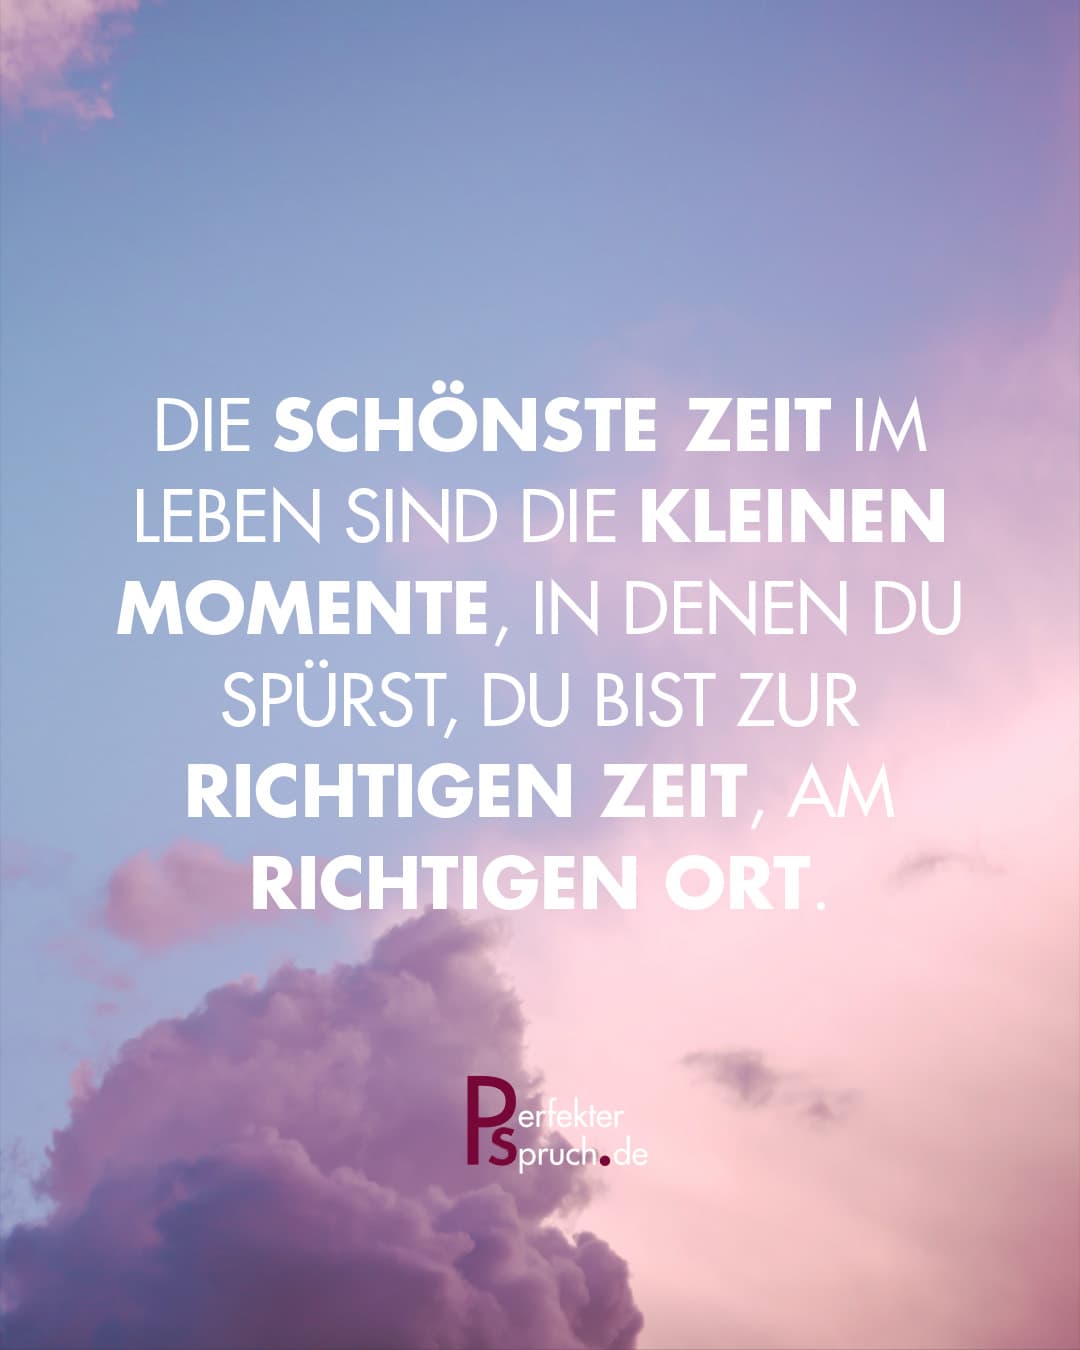 DIE SCHÖNSTE ZEIT IM
LEBEN SIND DIE KLEINEN
MOMENTE, IN DENEN DU
SPÜRST, DU BIST ZUR
RICHTIGEN ZEIT, AM
RICHTIGEN ORT.
Perfekter
spruch.de